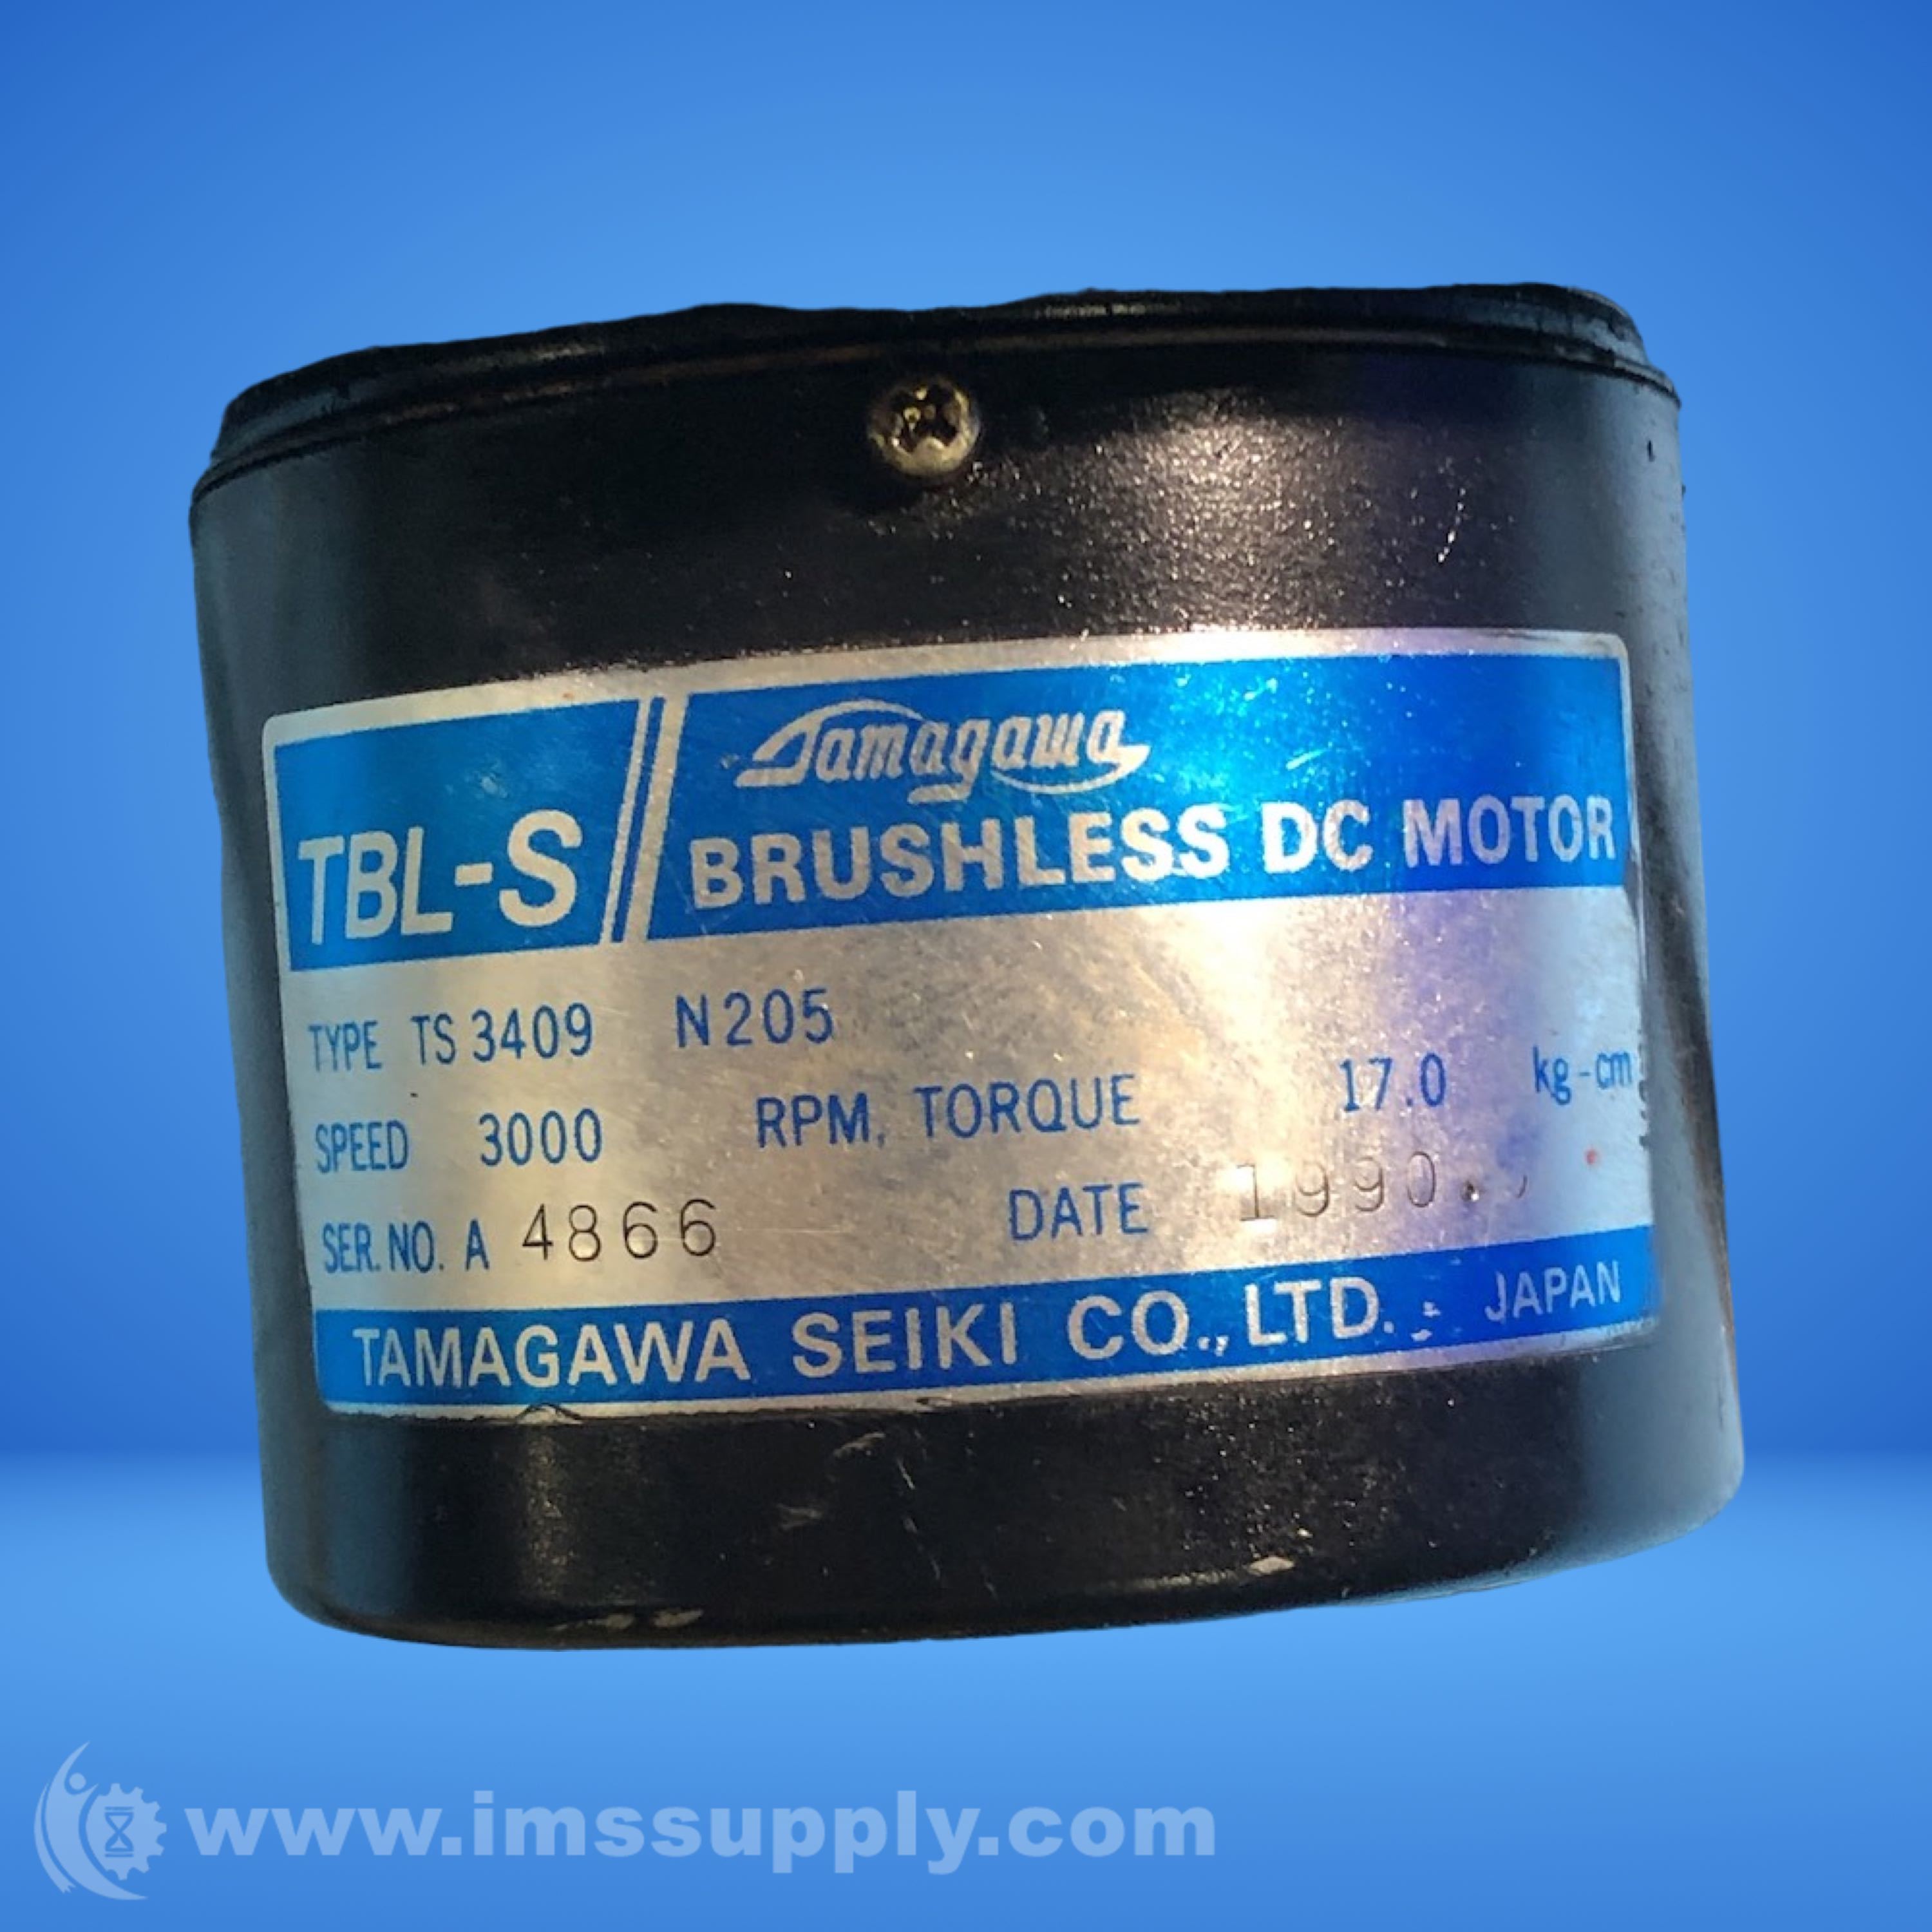 Tamagawa
TBL-S BRUSHLESS DC MOTOR
TYPE TS 3409 N205
SPEED 3000 RPM, TORQUE 17.0 kg-cm
SER. NO. A 4866 DATE 1990.
TAMAGAWA SEIKI CO., LTD. JAPAN
www.imssupply.com